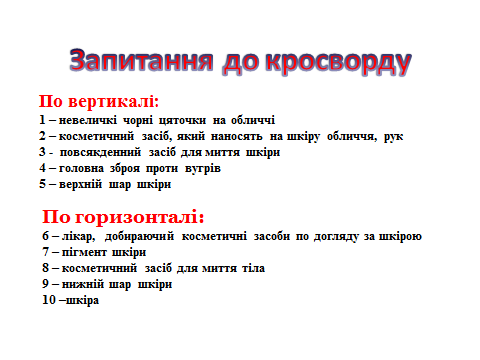 Запитання до кросворду
По вертикалі:
1 – невеличкі чорні цяточки на обличчі
2 – косметичний засіб, який наносять на шкіру обличчя, рук
3 - повсякденний засіб для миття шкіри
4 – головна зброя проти вугрів
5 – верхній шар шкіри
По горизонталі:
6 – лікар, добираючий косметичні засоби по догляду за шкірою
7 – пігмент шкіри
8 – косметичний засіб для миття тіла
9 – нижній шар шкіри
10 –шкіра